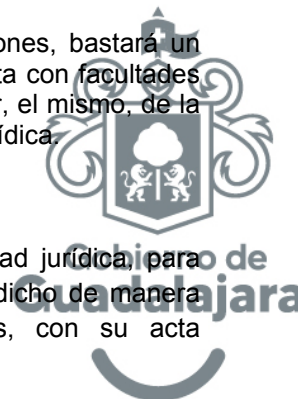 ones, bastará un
ta con facultades
r, el mismo, de la
ídica.
ad jurídica, para
Gobierno de
dicho de manera
Guadalajara
s, con su acta